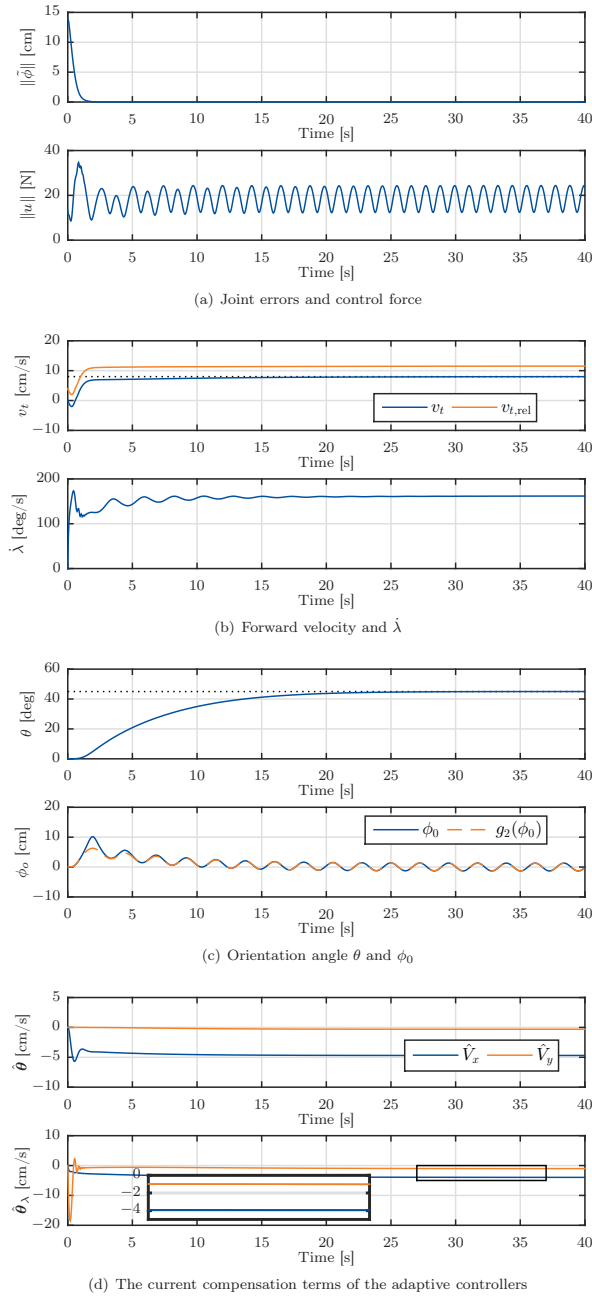 15
10
5
0
‖ϕ̃‖ [cm]
0 5 10 15 20 25 30 35 40
Time [s]
40
20
0
‖u‖ [N]
0 5 10 15 20 25 30 35 40
Time [s]
(a) Joint errors and control force
20
10
0
−10
v_t [cm/s]
v_t v_{t,rel}
0 5 10 15 20 25 30 35 40
Time [s]
200
100
0
λ̇ [deg/s]
0 5 10 15 20 25 30 35 40
Time [s]
(b) Forward velocity and λ̇
60
40
20
0
θ [deg]
0 5 10 15 20 25 30 35 40
Time [s]
20
10
0
−10
ϕ_o [cm]
ϕ_0 g_2(ϕ_0)
0 5 10 15 20 25 30 35 40
Time [s]
(c) Orientation angle θ and ϕ_0
5
0
−5
−10
θ̂ [cm/s]
V̂_x V̂_y
0 5 10 15 20 25 30 35 40
Time [s]
10
0
−10
−20
θ̂_λ [cm/s]
0
−2
−4
0 5 10 15 20 25 30 35 40
Time [s]
(d) The current compensation terms of the adaptive controllers